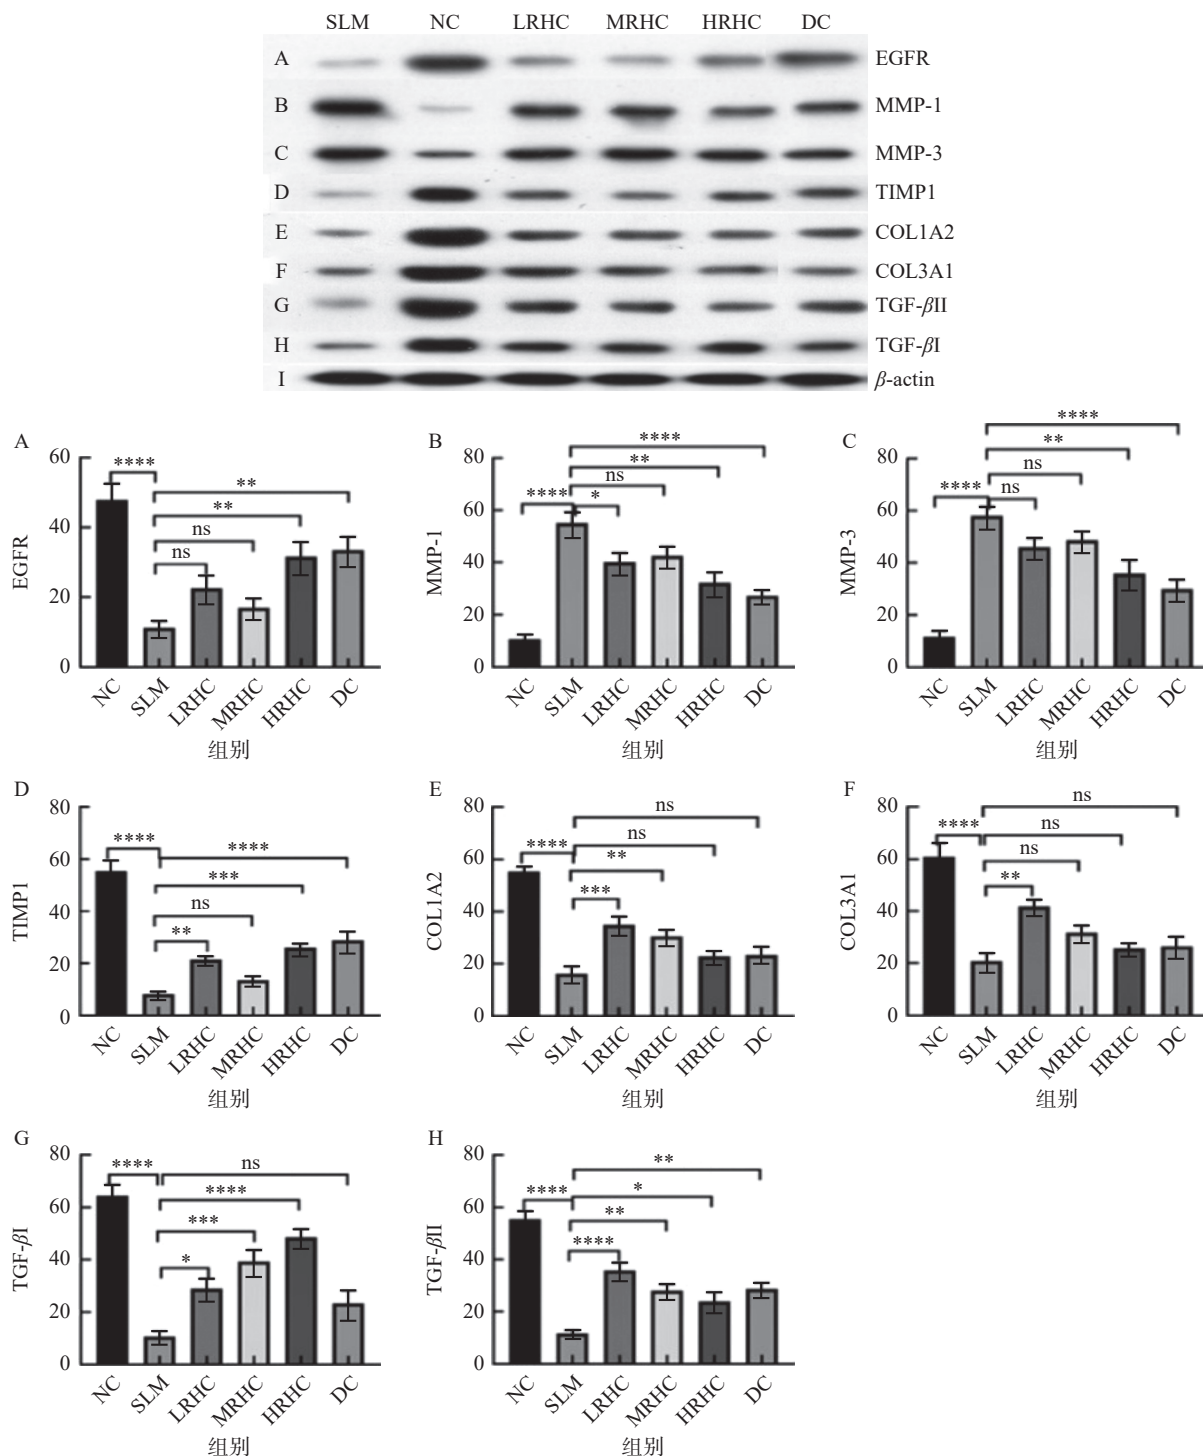 SLM NC LRHC MRHC HRHC DC
A EGFR
B MMP-1
C MMP-3
D TIMP1
E COL1A2
F COL3A1
G TGF-βII
H TGF-βI
I β-actin
A
EGFR
60
40
20
0
****
**
**
ns
ns
NC SLM LRHC MRHC HRHC DC
组别
B
MMP-1
80
60
40
20
0
****
**
ns
**** *
NC SLM LRHC MRHC HRHC DC
组别
C
MMP-3
80
60
40
20
0
****
**
ns
**** ns
NC SLM LRHC MRHC HRHC DC
组别
D
TIMP1
80
60
40
20
0
****
****
***
ns
**
NC SLM LRHC MRHC HRHC DC
组别
E
COL1A2
80
60
40
20
0
ns
**** ns
**
***
NC SLM LRHC MRHC HRHC DC
组别
F
COL3A1
80
60
40
20
0
ns
**** ns
ns
**
NC SLM LRHC MRHC HRHC DC
组别
G
TGF-βI
80
60
40
20
0
**** ns
****
***
*
NC SLM LRHC MRHC HRHC DC
组别
H
TGF-βII
80
60
40
20
0
**
**** *
**
****
NC SLM LRHC MRHC HRHC DC
组别